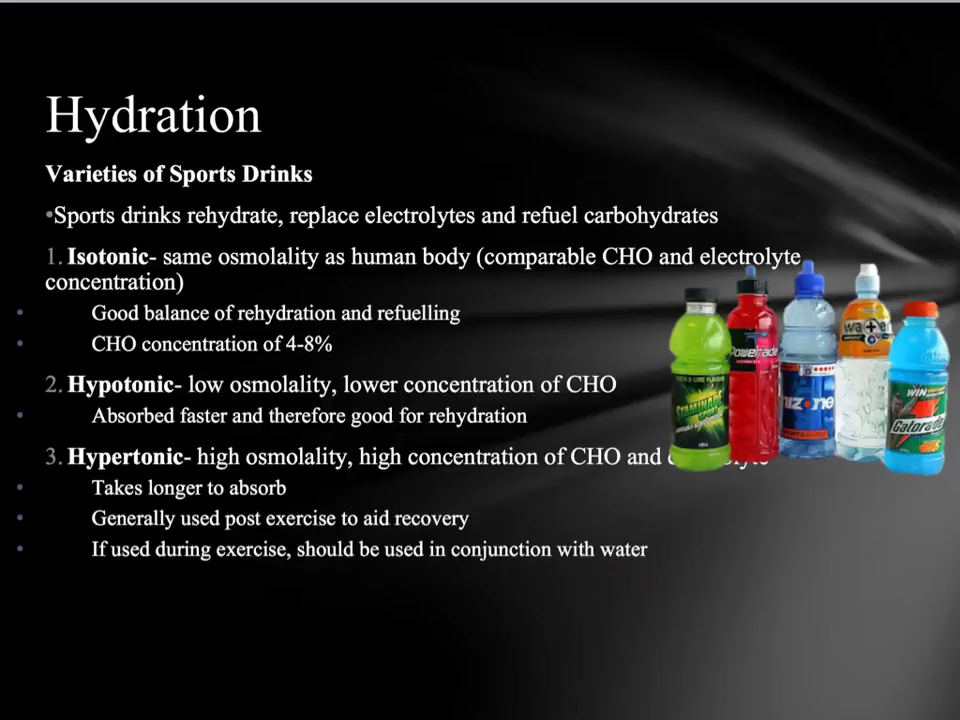 Hydration
Varieties of Sports Drinks
•Sports drinks rehydrate, replace electrolytes and refuel carbohydrates
1. Isotonic- same osmolality as human body (comparable CHO and electrolyte
concentration)
• Good balance of rehydration and refuelling
• CHO concentration of 4-8%
2. Hypotonic- low osmolality, lower concentration of CHO
• Absorbed faster and therefore good for rehydration
3. Hypertonic- high osmolality, high concentration of CHO and
• Takes longer to absorb
• Generally used post exercise to aid recovery
• If used during exercise, should be used in conjunction with water
STAMINADE
SPORT
Powerade
WIN
Gatorade